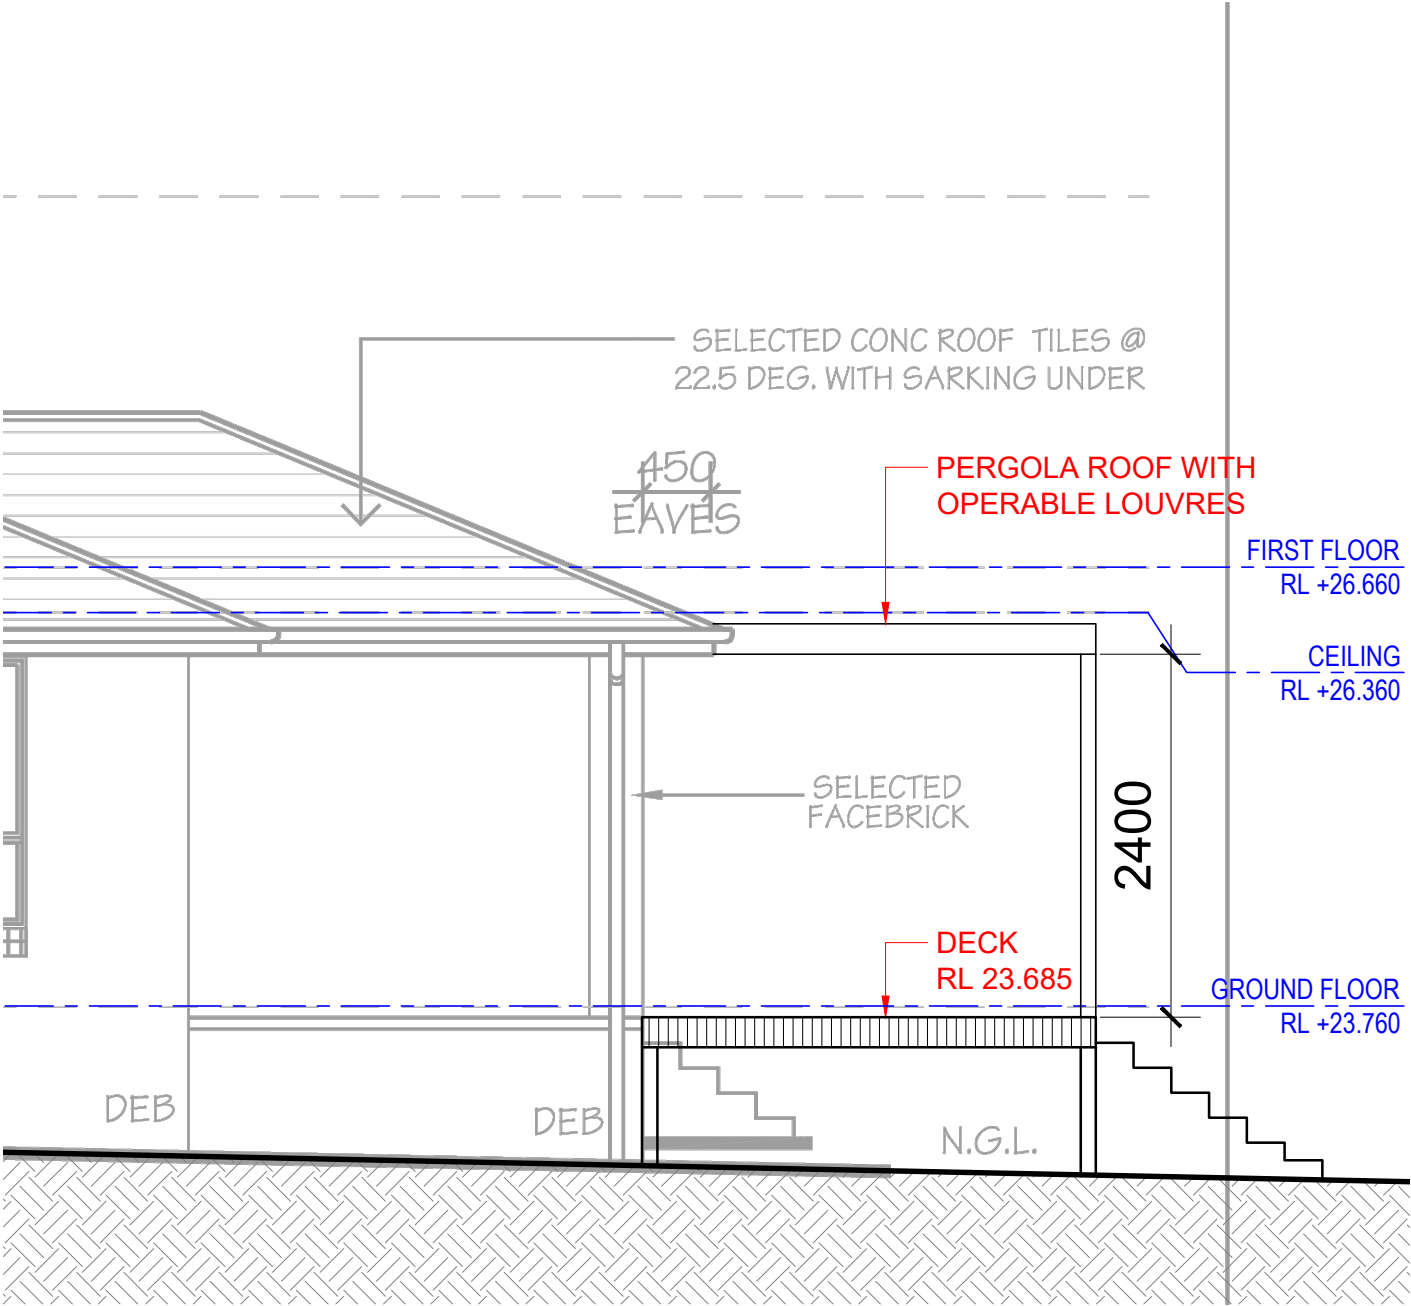 SELECTED CONC ROOF TILES @
22.5 DEG. WITH SARKING UNDER
450
EAVES
PERGOLA ROOF WITH
OPERABLE LOUVRES
FIRST FLOOR
RL +26.660
CEILING
RL +26.360
SELECTED
FACEBRICK
2400
DECK
RL 23.685
GROUND FLOOR
RL +23.760
DEB
DEB
N.G.L.